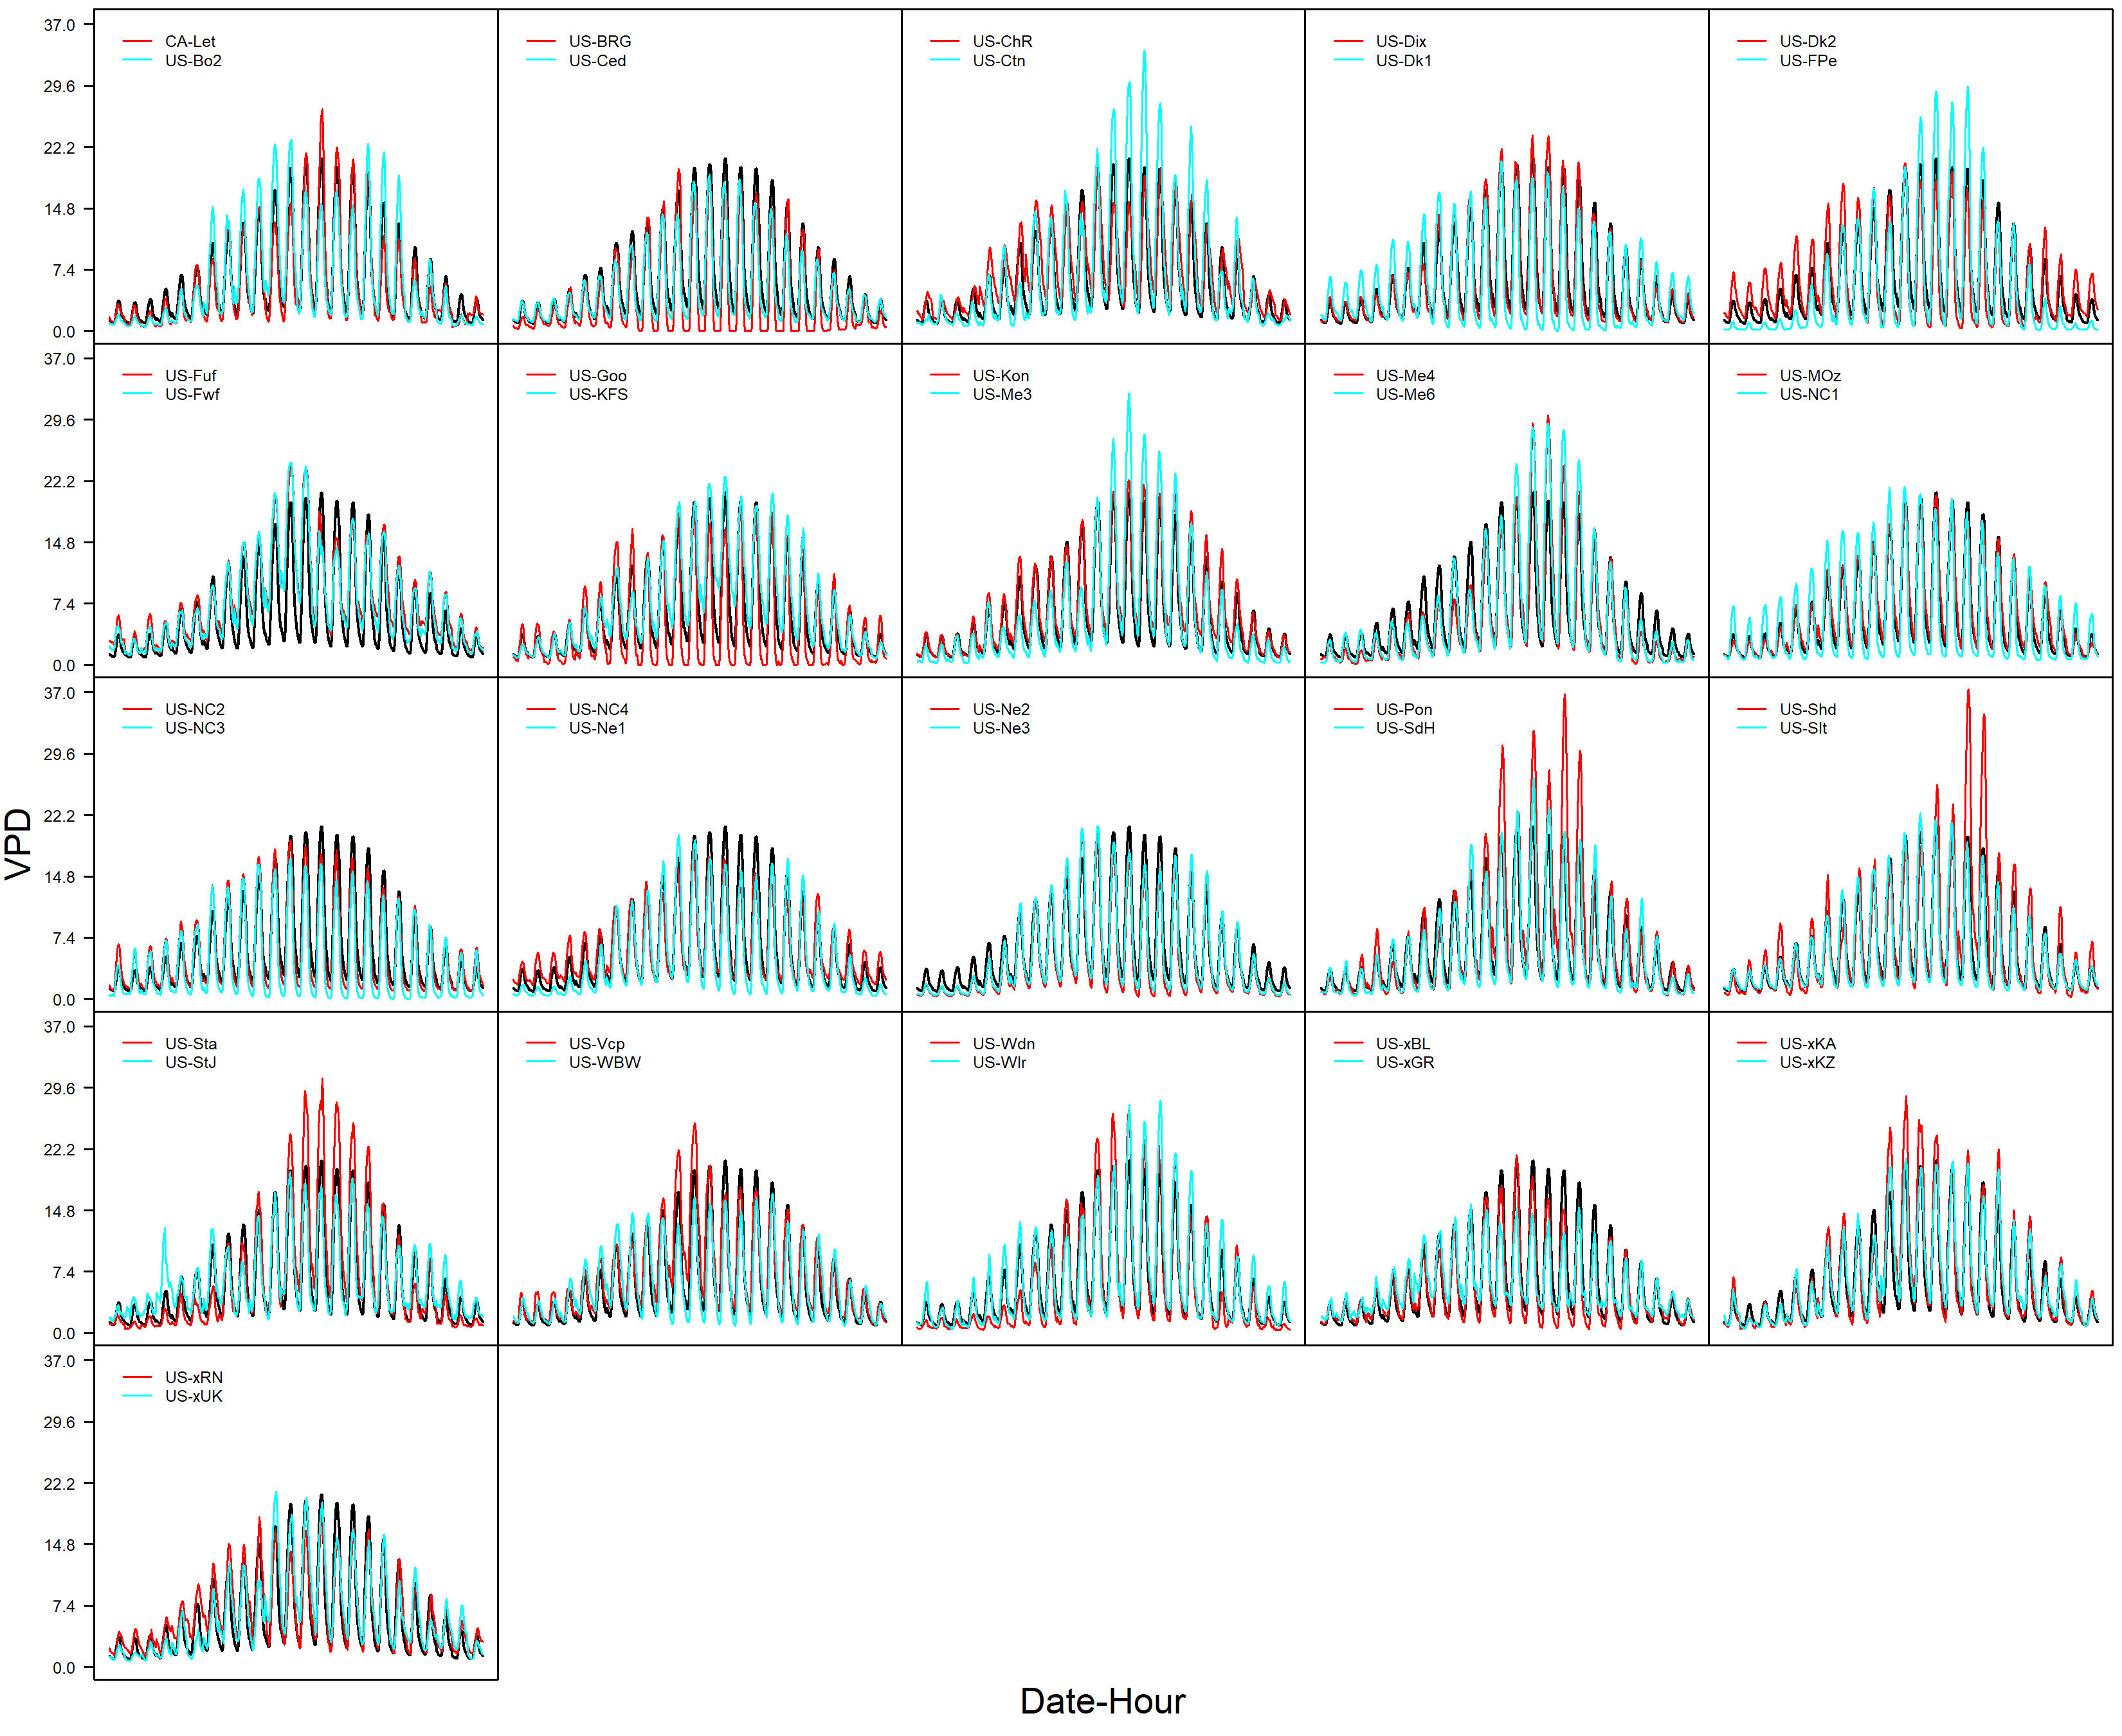 37.0
29.6
22.2
14.8
7.4
0.0
CA-Let
US-Bo2
US-BRG
US-Ced
US-ChR
US-Ctn
US-Dix
US-Dk1
US-Dk2
US-FPe
37.0
29.6
22.2
14.8
7.4
0.0
US-Fuf
US-Fwf
US-Goo
US-KFS
US-Kon
US-Me3
US-Me4
US-Me6
US-MOz
US-NC1
VPD
37.0
29.6
22.2
14.8
7.4
0.0
US-NC2
US-NC3
US-NC4
US-Ne1
US-Ne2
US-Ne3
US-Pon
US-SdH
US-Shd
US-Slt
37.0
29.6
22.2
14.8
7.4
0.0
US-Sta
US-StJ
US-Vcp
US-WBW
US-Wdn
US-Wlr
US-xBL
US-xGR
US-xKA
US-xKZ
37.0
29.6
22.2
14.8
7.4
0.0
US-xRN
US-xUK
Date-Hour